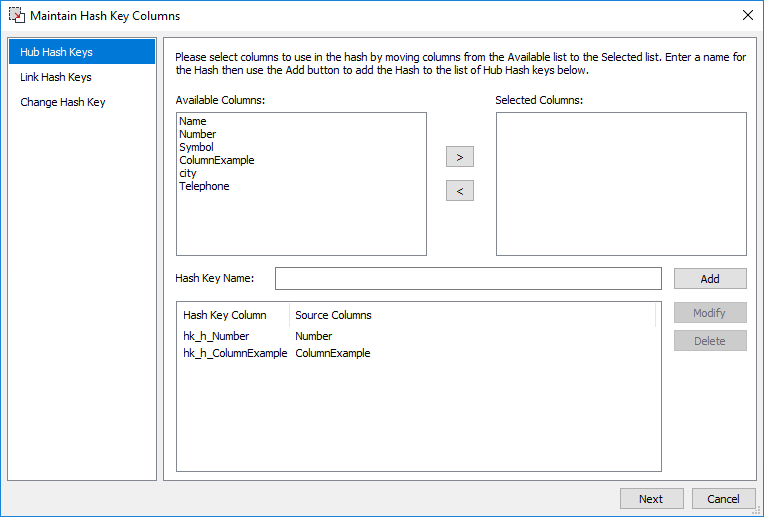 Maintain Hash Key Columns
Hub Hash Keys
Link Hash Keys
Change Hash Key
Please select columns to use in the hash by moving columns from the Available list to the Selected list. Enter a name for
the Hash then use the Add button to add the Hash to the list of Hub Hash keys below.
Available Columns:
Selected Columns:
Name
Number
Symbol
ColumnExample
city
Telephone
>
<
Hash Key Name:
Add
Hash Key Column Source Columns
hk_h_Number Number
hk_h_ColumnExample ColumnExample
Modify
Delete
Next
Cancel